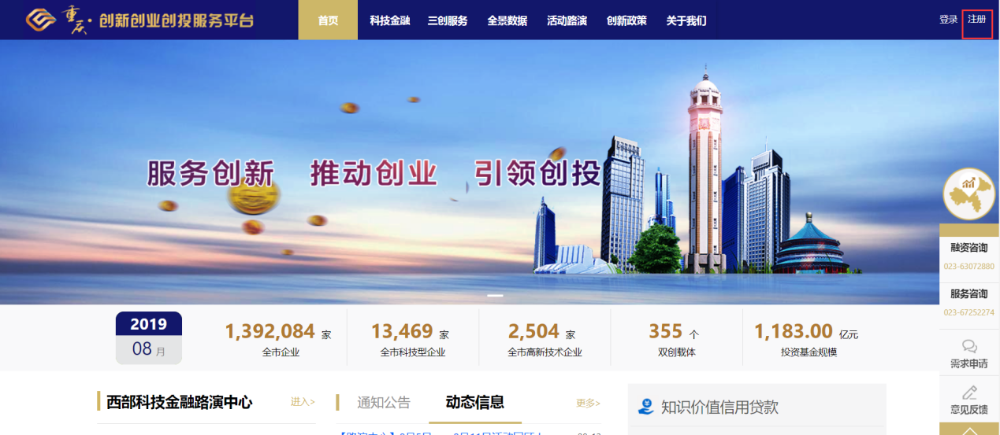 重庆·创新创业创投服务平台
首页 科技金融 三创服务 全景数据 活动路演 创新政策 关于我们
登录 注册
服务创新 推动创业 引领创投
融资咨询
023-63072880
服务咨询
023-67252274
需求申请
意见反馈
2019
08 月
1,392,084 家
全市企业
13,469 家
全市科技型企业
2,504 家
全市高新技术企业
355 个
双创载体
1,183.00 亿元
投资基金规模
西部科技金融路演中心 进入>
通知公告 动态信息 更多>
知识价值信用贷款